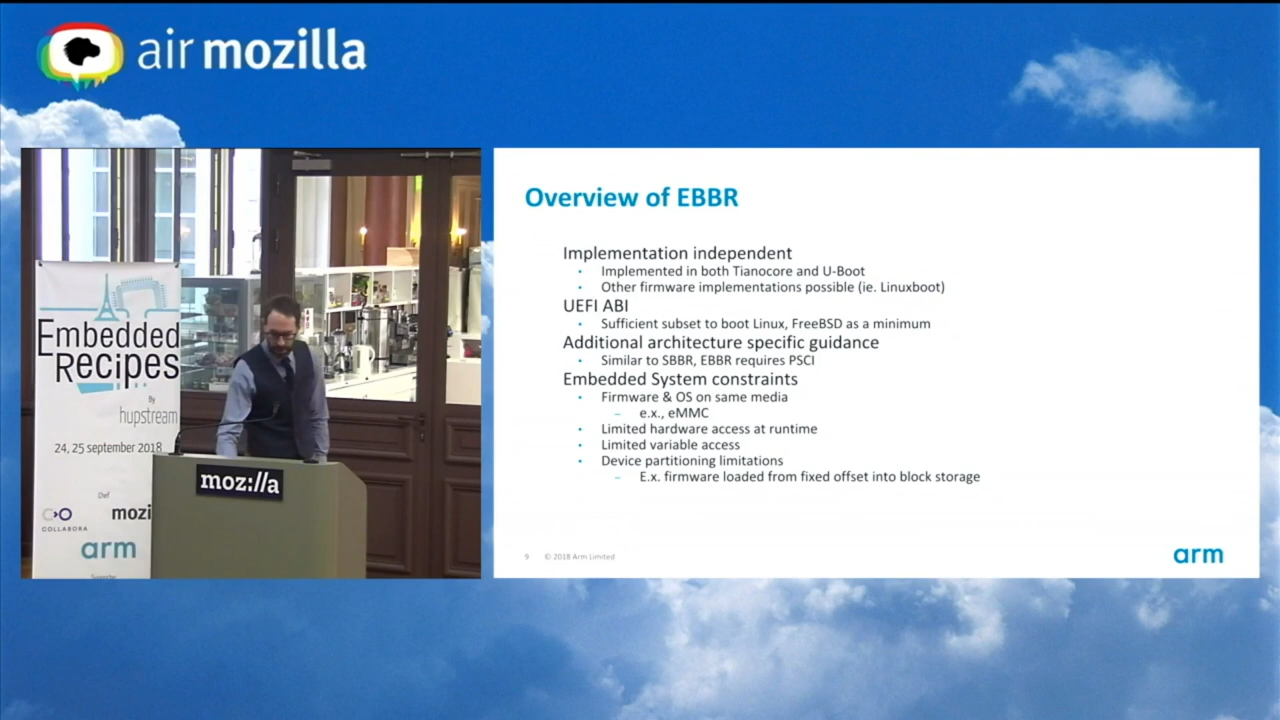 air mozilla
Embedded
Recipes
By
hupstream
24, 25 september 2018
Chef
COLLABORA
mozi
arm
moz://a
Overview of EBBR
Implementation independent
• Implemented in both Tianocore and U-Boot
• Other firmware implementations possible (ie. Linuxboot)
UEFI ABI
• Sufficient subset to boot Linux, FreeBSD as a minimum
Additional architecture specific guidance
• Similar to SBBR, EBBR requires PSCI
Embedded System constraints
• Firmware & OS on same media
– e.x., eMMC
• Limited hardware access at runtime
• Limited variable access
• Device partitioning limitations
– E.x. firmware loaded from fixed offset into block storage
9 © 2018 Arm Limited
arm